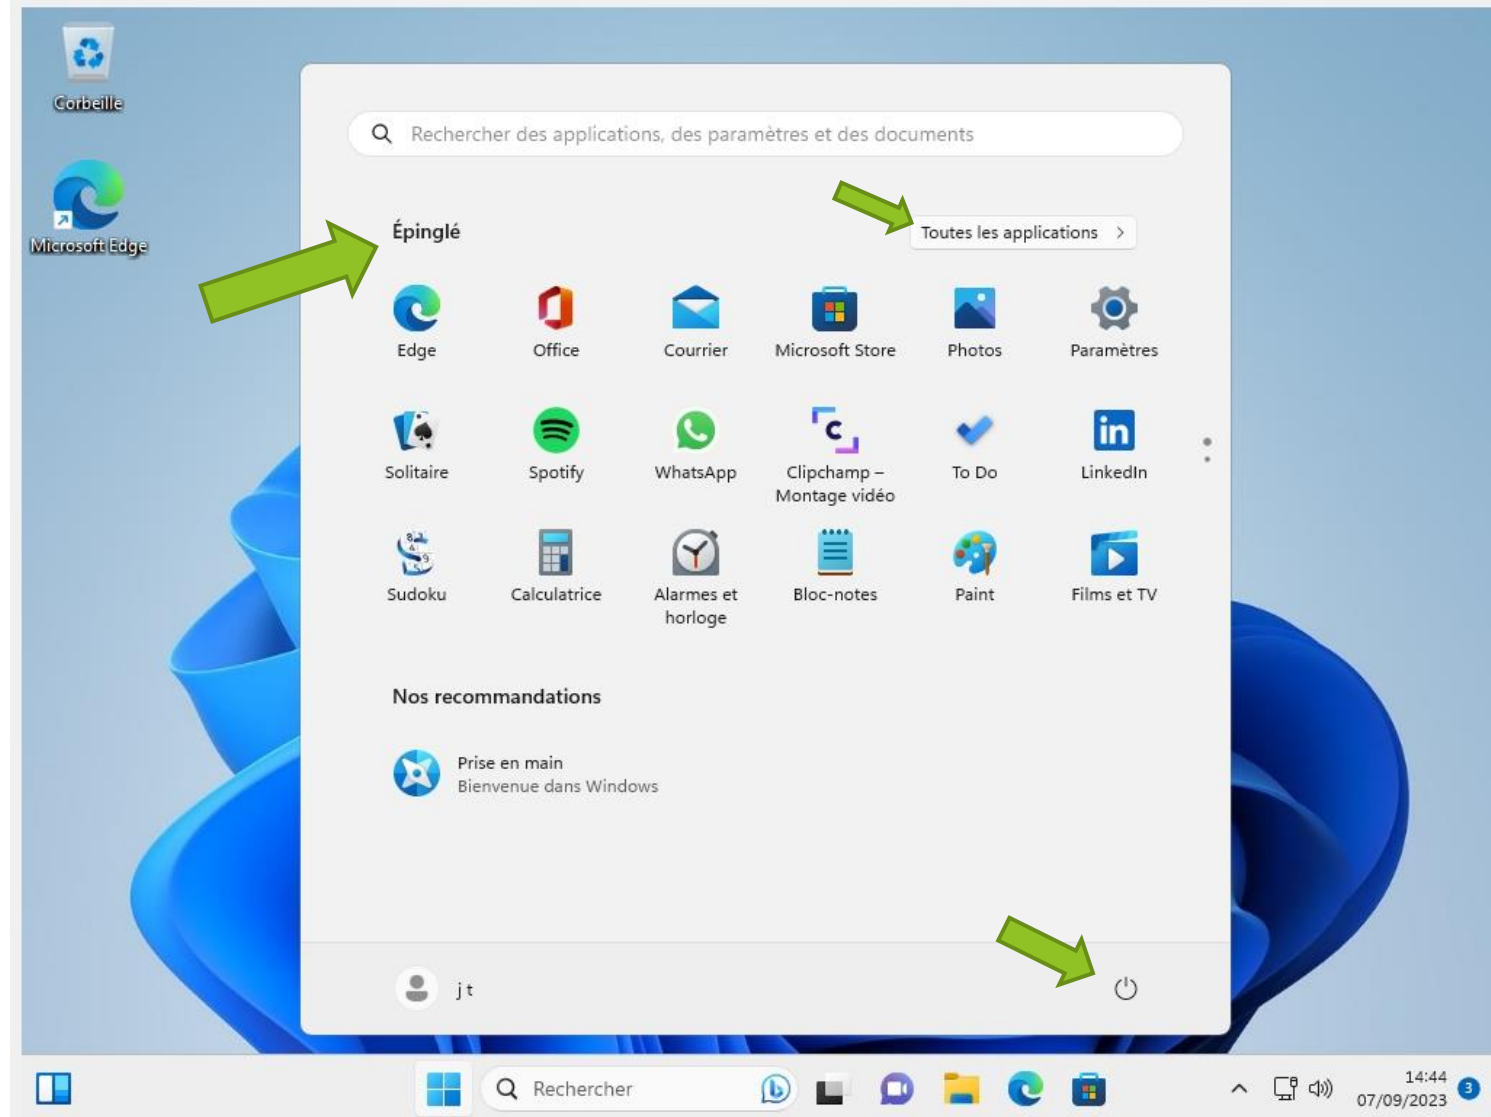 Corbeille
Microsoft Edge
Rechercher des applications, des paramètres et des documents
Épinglé
Toutes les applications
Edge
Office
Courrier
Microsoft Store
Photos
Paramètres
Solitaire
Spotify
WhatsApp
Clipchamp –
Montage vidéo
To Do
LinkedIn
Sudoku
Calculatrice
Alarmes et
horloge
Bloc-notes
Paint
Films et TV
Nos recommandations
Prise en main
Bienvenue dans Windows
j t
Rechercher
14:44
07/09/2023
3